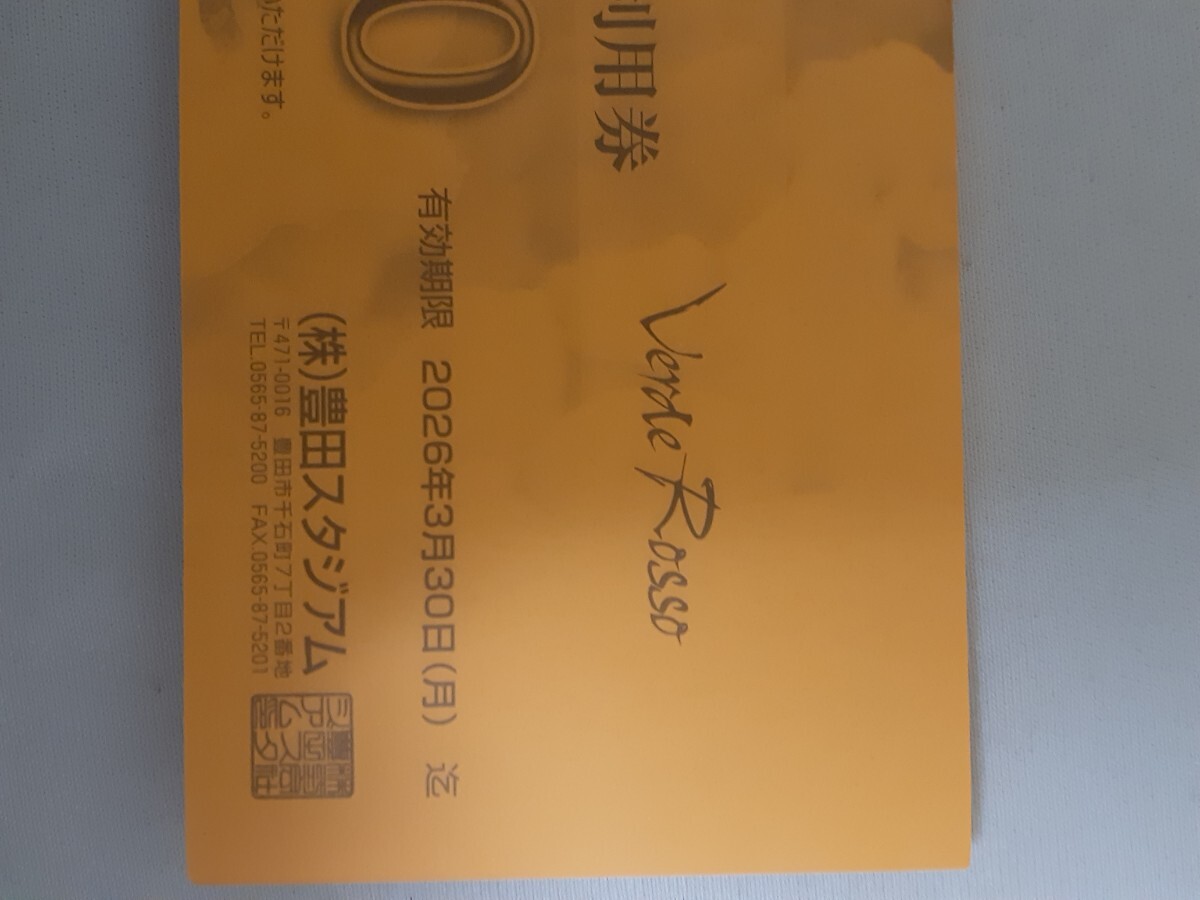 利用券
Verde Rosso
0
有効期限 2026年3月30日(月) 迄
いただけます。
(株)豊田スタジアム
〒471-0016 豊田市千石町7丁目2番地
TEL.0565-87-5200 FAX.0565-87-5201